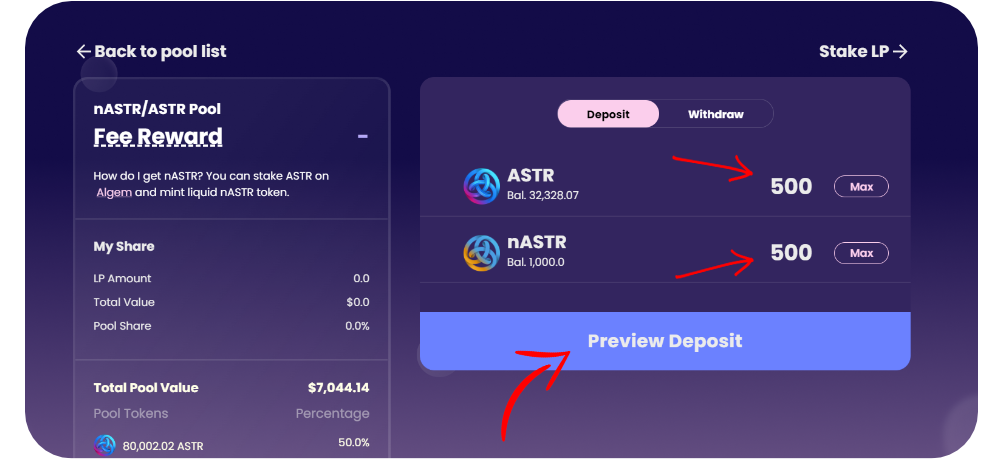 Back to pool list
Stake LP
nASTR/ASTR Pool
Fee Reward
-
How do I get nASTR? You can stake ASTR on
Algem and mint liquid nASTR token.
My Share
LP Amount 0.0
Total Value $0.0
Pool Share 0.0%
Total Pool Value $7,044.14
Pool Tokens Percentage
80,002.02 ASTR 50.0%
Deposit Withdraw
ASTR
Bal. 32,328.07
500 Max
nASTR
Bal. 1,000.0
500 Max
Preview Deposit